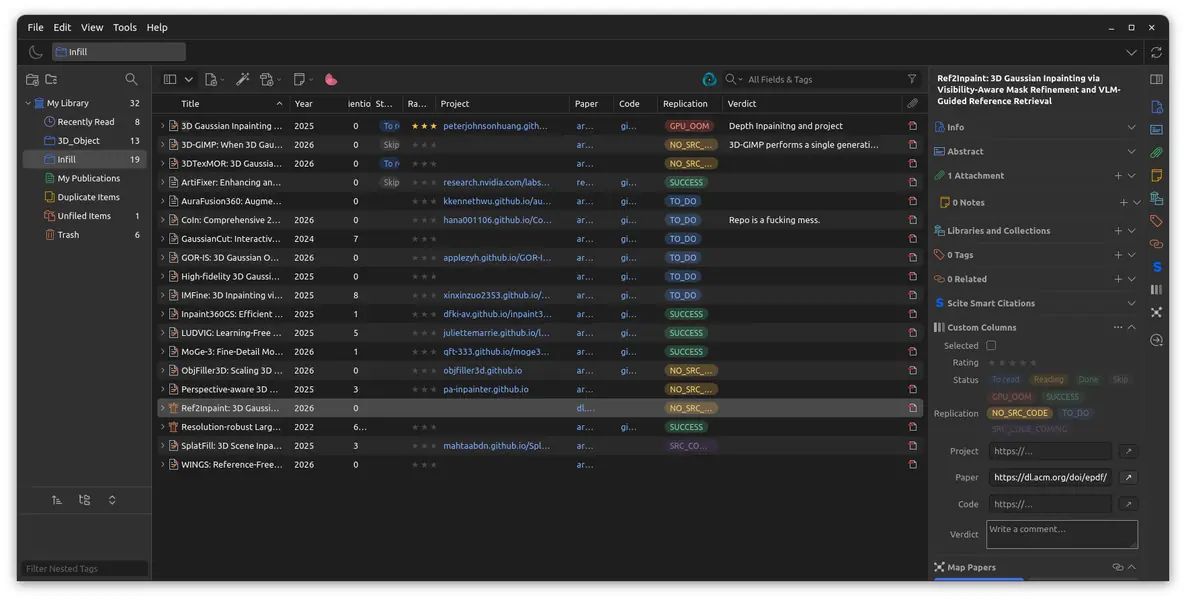 File Edit View Tools Help
Infill
All Fields & Tags
My Library 32
Recently Read 8
3D_Object 13
Infill 19
My Publications
Duplicate Items
Unfiled Items 1
Trash 6
Filter Nested Tags
Title Year entio St... Ra... Project Paper Code Replication Verdict
3D Gaussian Inpainting ... 2025 0 To r ★★★ peterjohnsonhuang.gith... ar... gi... GPU_OOM Depth Inpainitng and project
3D-GIMP: When 3D Gau... 2026 0 Skip ★★★ ar... NO_SRC_... 3D-GIMP performs a single generati...
3DTexMOR: 3D Gaussia... 2026 0 To r ★★★ ar... NO_SRC_...
ArtiFixer: Enhancing an... 0 Skip research.nvidia.com/labs... re... gi... SUCCESS
AuraFusion360: Augme... 0 ★★★ kkennethwu.github.io/au... ar... gi... TO_DO
CoIn: Comprehensive 2... 2026 0 ★★★ hana001106.github.io/Co... ar... gi... TO_DO Repo is a fucking mess.
GaussianCut: Interactiv... 2024 7 ★★★ ar... gi... TO_DO
GOR-IS: 3D Gaussian O... 2026 0 ★★★ applezyh.github.io/GOR-I... ar... gi... TO_DO
High-fidelity 3D Gaussi... 2025 0 ★★★ ar... gi... TO_DO
IMFine: 3D Inpainting vi... 2025 8 ★★★ xinxinzuo2353.github.io/... ar... gi... TO_DO
Inpaint360GS: Efficient ... 2025 1 ★★★ dfki-av.github.io/inpaint3... ar... gi... SUCCESS
LUDVIG: Learning-Free ... 2025 5 ★★★ juliettemarrie.github.io/l... ar... gi... SUCCESS
MoGe-3: Fine-Detail Mo... 2026 1 ★★★ qft-333.github.io/moge3... ar... gi... SUCCESS
ObjFiller3D: Scaling 3D ... 2026 0 ★★★ objfiller3d.github.io ar... gi... NO_SRC_...
Perspective-aware 3D ... 2025 3 ★★★ pa-inpainter.github.io ar... NO_SRC_...
Ref2Inpaint: 3D Gaussi... 2026 0 dl.... NO_SRC_...
Resolution-robust Larg... 2022 6... ★★★ ar... gi... SUCCESS
SplatFill: 3D Scene Inpa... 2025 3 ★★★ mahtaabdn.github.io/Spl... ar... SRC_CO...
WINGS: Reference-Free... 2026 0 ★★★ ar...
Ref2Inpaint: 3D Gaussian Inpainting via
Visibility-Aware Mask Refinement and VLM-
Guided Reference Retrieval
Info
Abstract
1 Attachment
0 Notes
Libraries and Collections
0 Tags
0 Related
Scite Smart Citations
Custom Columns
Selected
Rating ★★★★★
Status To read Reading Done Skip
GPU_OOM SUCCESS
Replication NO_SRC_CODE TO_DO
SRC_CODE_COMING
Project https://...
Paper https://dl.acm.org/doi/epdf/
Code https://...
Verdict Write a comment...
Map Papers